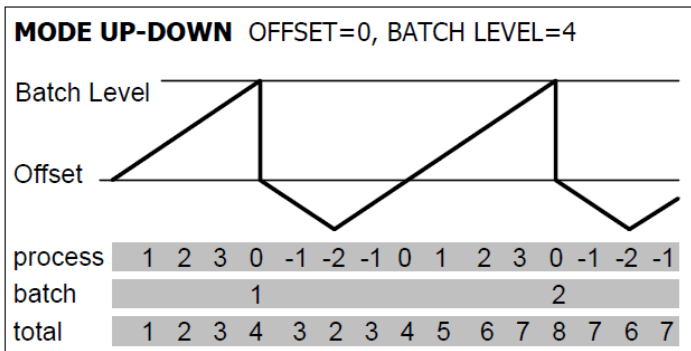 MODE UP-DOWN OFFSET=0, BATCH LEVEL=4
Batch Level
Offset
process 1 2 3 0 -1 -2 -1 0 1 2 3 0 -1 -2 -1
batch 1 2
total 1 2 3 4 3 2 3 4 5 6 7 8 7 6 7